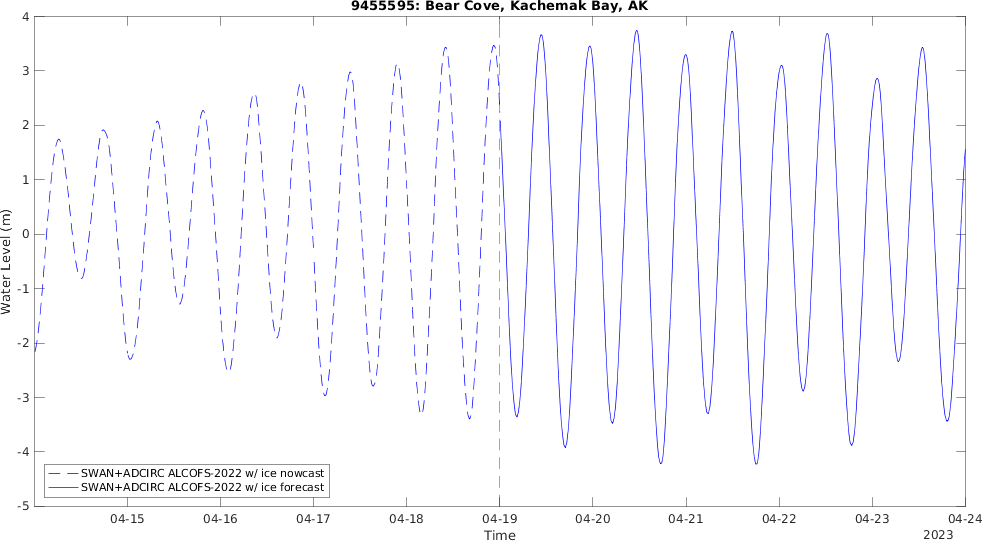 9455595: Bear Cove, Kachemak Bay, AK
Water Level (m)
4
3
2
1
0
-1
-2
-3
-4
-5
SWAN+ADCIRC ALCOFS-2022 w/ ice nowcast
SWAN+ADCIRC ALCOFS-2022 w/ ice forecast
04-15 04-16 04-17 04-18 04-19 04-20 04-21 04-22 04-23 04-24
Time
2023